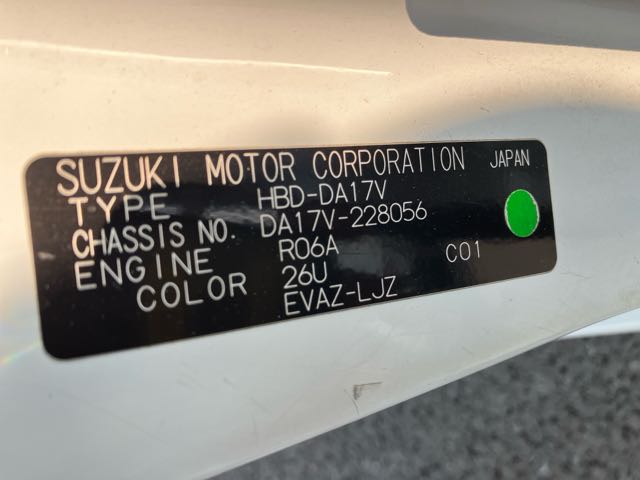 SUZUKI MOTOR CORPORATION JAPAN
TYPE HBD-DA17V
CHASSIS NO. DA17V-228056
ENGINE R06A C01
COLOR 26U
EVAZ-LJZ